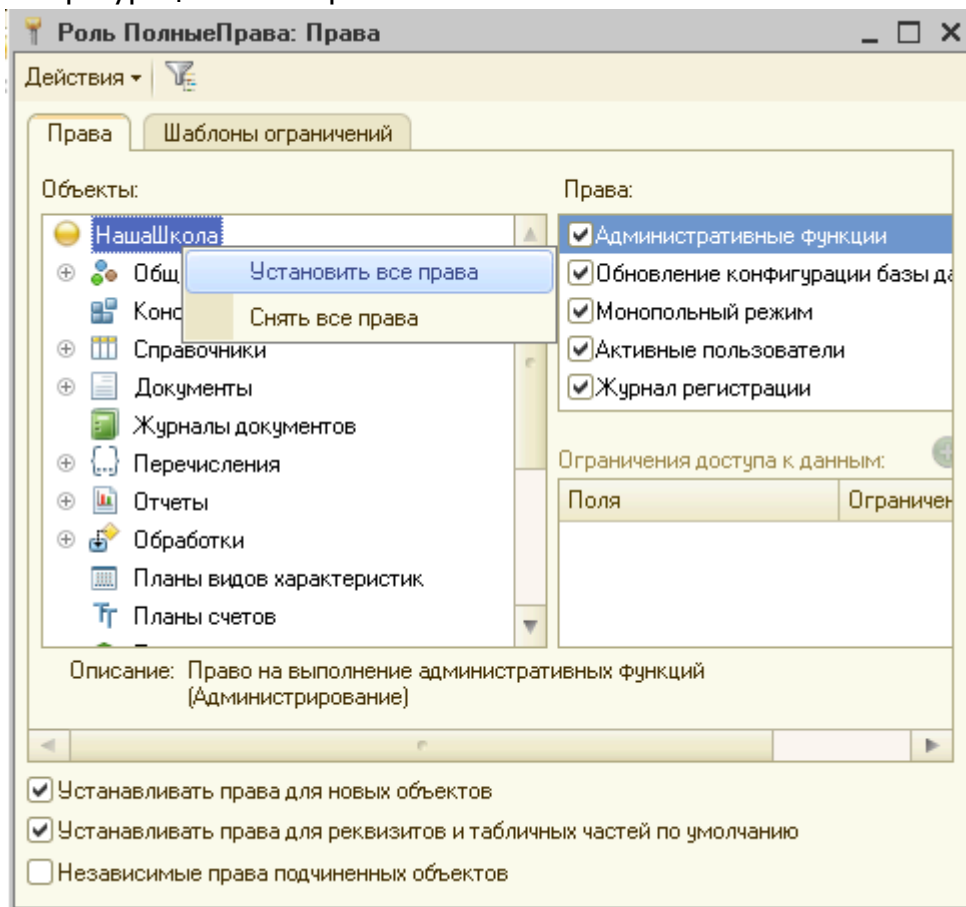 Роль ПолныеПрава: Права
Действия
Права
Шаблоны ограничений
Объекты:
Права:
НашаШкола
Административные функции
Общ
Установить все права
Обновление конфигурации базы да
Конс
Снять все права
Монопольный режим
Справочники
Активные пользователи
Документы
Журнал регистрации
Журналы документов
Перечисления
Ограничения доступа к данным:
Отчеты
Поля
Ограничен
Обработки
Планы видов характеристик
Планы счетов
Описание: Право на выполнение административных функций
(Администрирование)
Устанавливать права для новых объектов
Устанавливать права для реквизитов и табличных частей по умолчанию
Независимые права подчиненных объектов